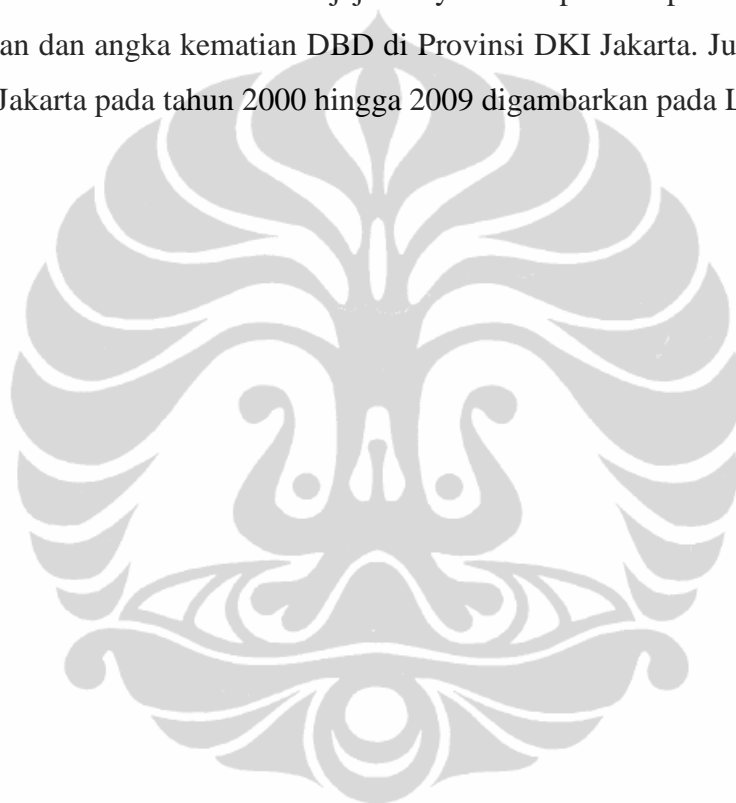 an dan angka kematian DBD di Provinsi DKI Jakarta. Ju
Jakarta pada tahun 2000 hingga 2009 digambarkan pada L